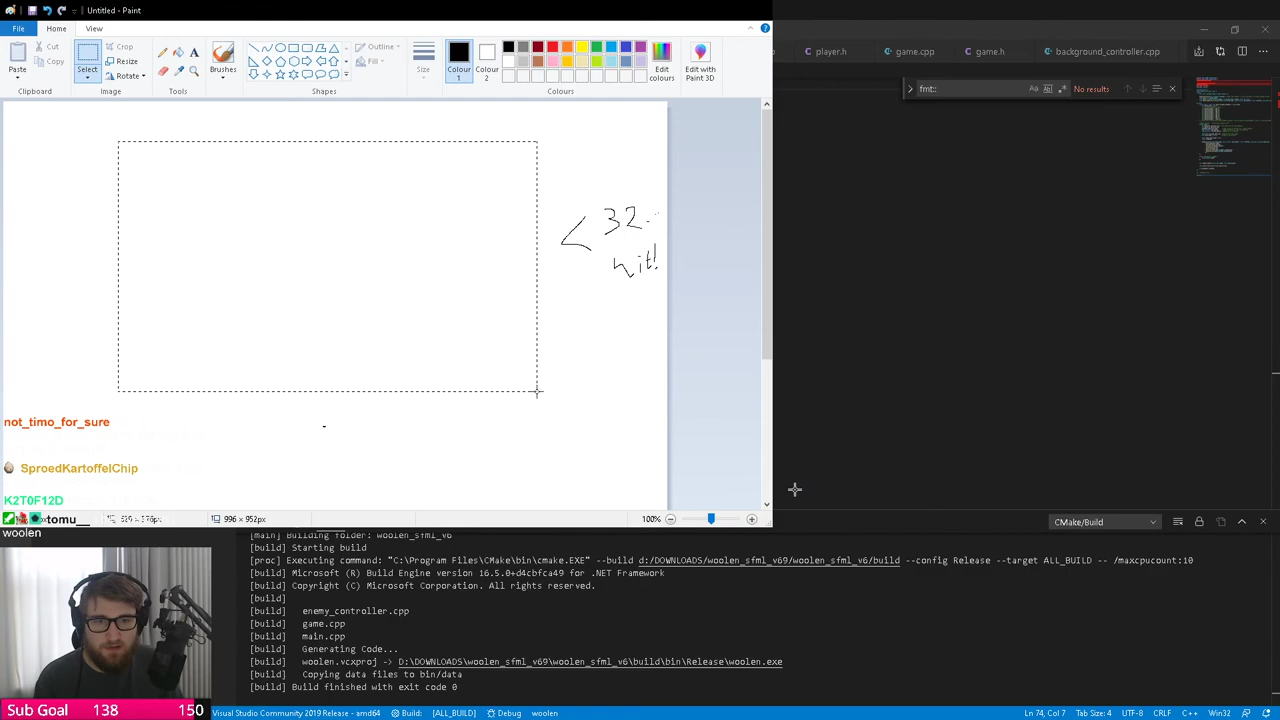 Untitled - Paint
File Home View
Paste
Cut
Copy
Clipboard
Select
Crop
Resize
Rotate
Image
Tools
Brushes
Shapes
Outline
Fill
Size
Colour 1
Colour 2
Edit colours
Colours
Edit with Paint 3D
player.h game.cpp game.h background_controller.cpp
fmt:: No results
< 32-
not_timo_for_sure
SproedKartoffelChip
K2T0F12D
tomu__
woolen
996 × 952px
100%
CMake/Build
[main] Building folder: woolen_sfml_v6
[build] Starting build
[proc] Executing command: "C:\Program Files\CMake\bin\cmake.EXE" --build d:/DOWNLOADS/woolen_sfml_v69/woolen_sfml_v6/build --config Release --target ALL_BUILD -- /maxcpucount:10
[build] Microsoft (R) Build Engine version 16.5.0+d4cbfca49 for .NET Framework
[build] Copyright (C) Microsoft Corporation. All rights reserved.
[build]
[build] enemy_controller.cpp
[build] game.cpp
[build] main.cpp
[build] Generating Code...
[build] woolen.vcxproj -> D:\DOWNLOADS\woolen_sfml_v69\woolen_sfml_v6\build\bin\Release\woolen.exe
[build] Copying data files to bin/data
[build] Build finished with exit code 0
Sub Goal 138 150
Visual Studio Community 2019 Release - amd64 Build: [ALL_BUILD] Debug woolen Ln 74, Col 7 Tab Size: 4 UTF-8 CRLF C++ Win32